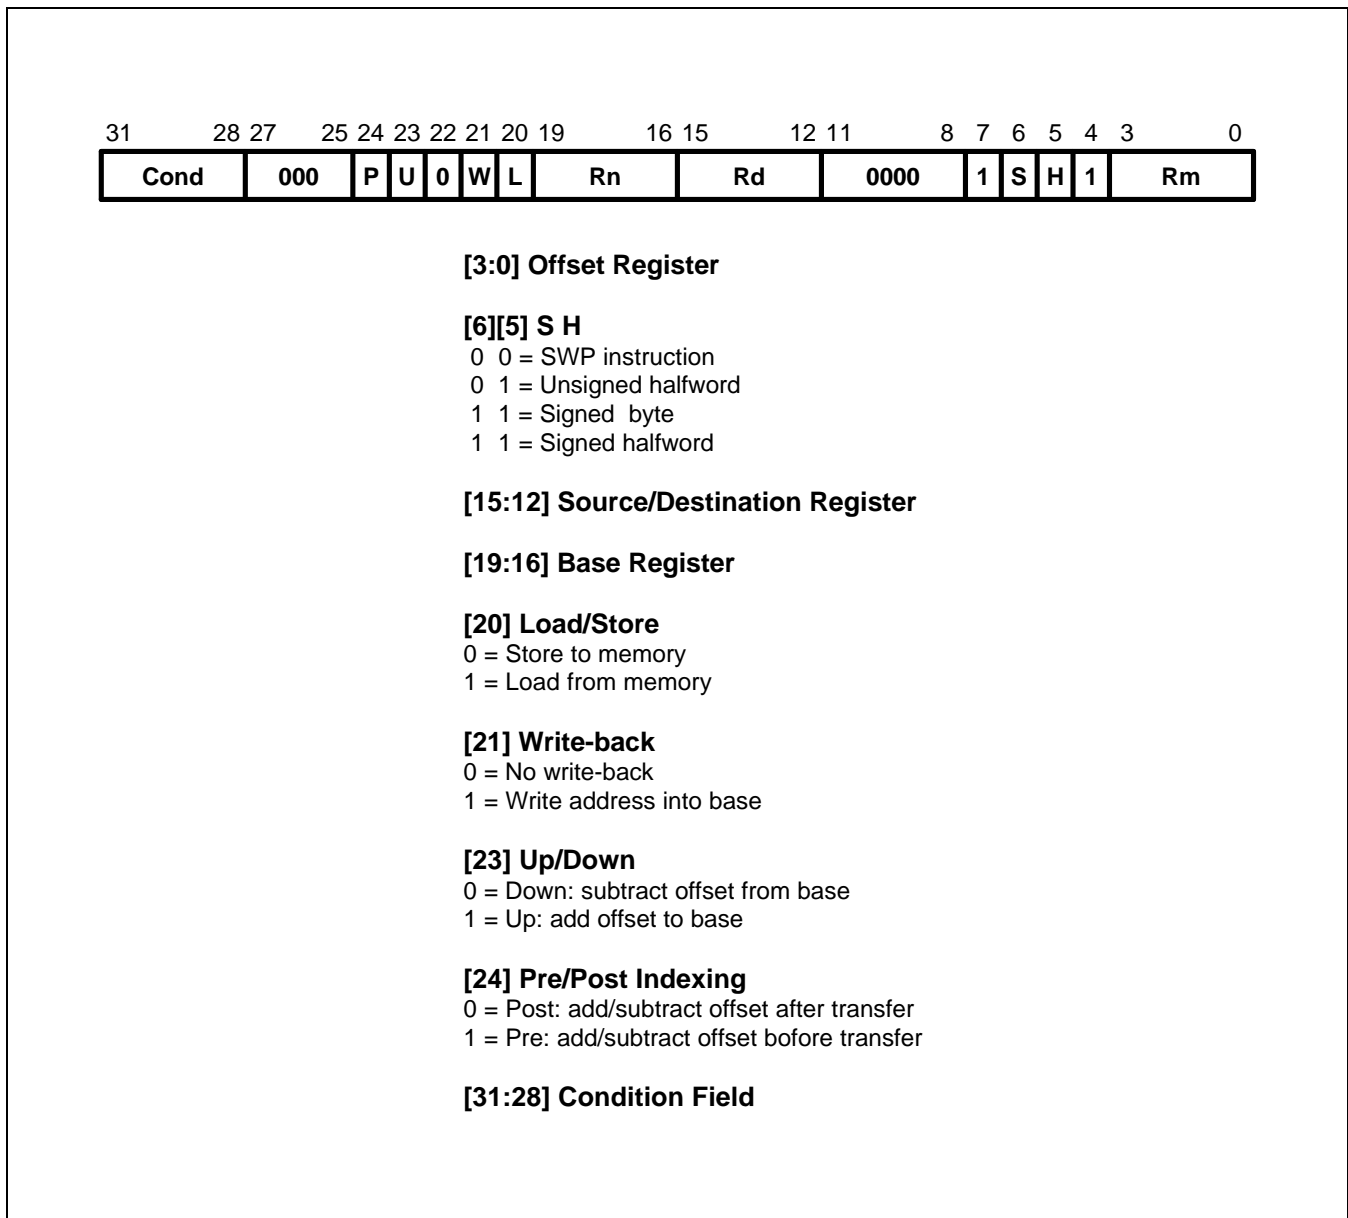 31 28 27 25 24 23 22 21 20 19 16 15 12 11 8 7 6 5 4 3 0
Cond 000 P U 0 W L Rn Rd 0000 1 S H 1 Rm
[3:0] Offset Register
[6][5] S H
0 0 = SWP instruction
0 1 = Unsigned halfword
1 1 = Signed byte
1 1 = Signed halfword
[15:12] Source/Destination Register
[19:16] Base Register
[20] Load/Store
0 = Store to memory
1 = Load from memory
[21] Write-back
0 = No write-back
1 = Write address into base
[23] Up/Down
0 = Down: subtract offset from base
1 = Up: add offset to base
[24] Pre/Post Indexing
0 = Post: add/subtract offset after transfer
1 = Pre: add/subtract offset bofore transfer
[31:28] Condition Field